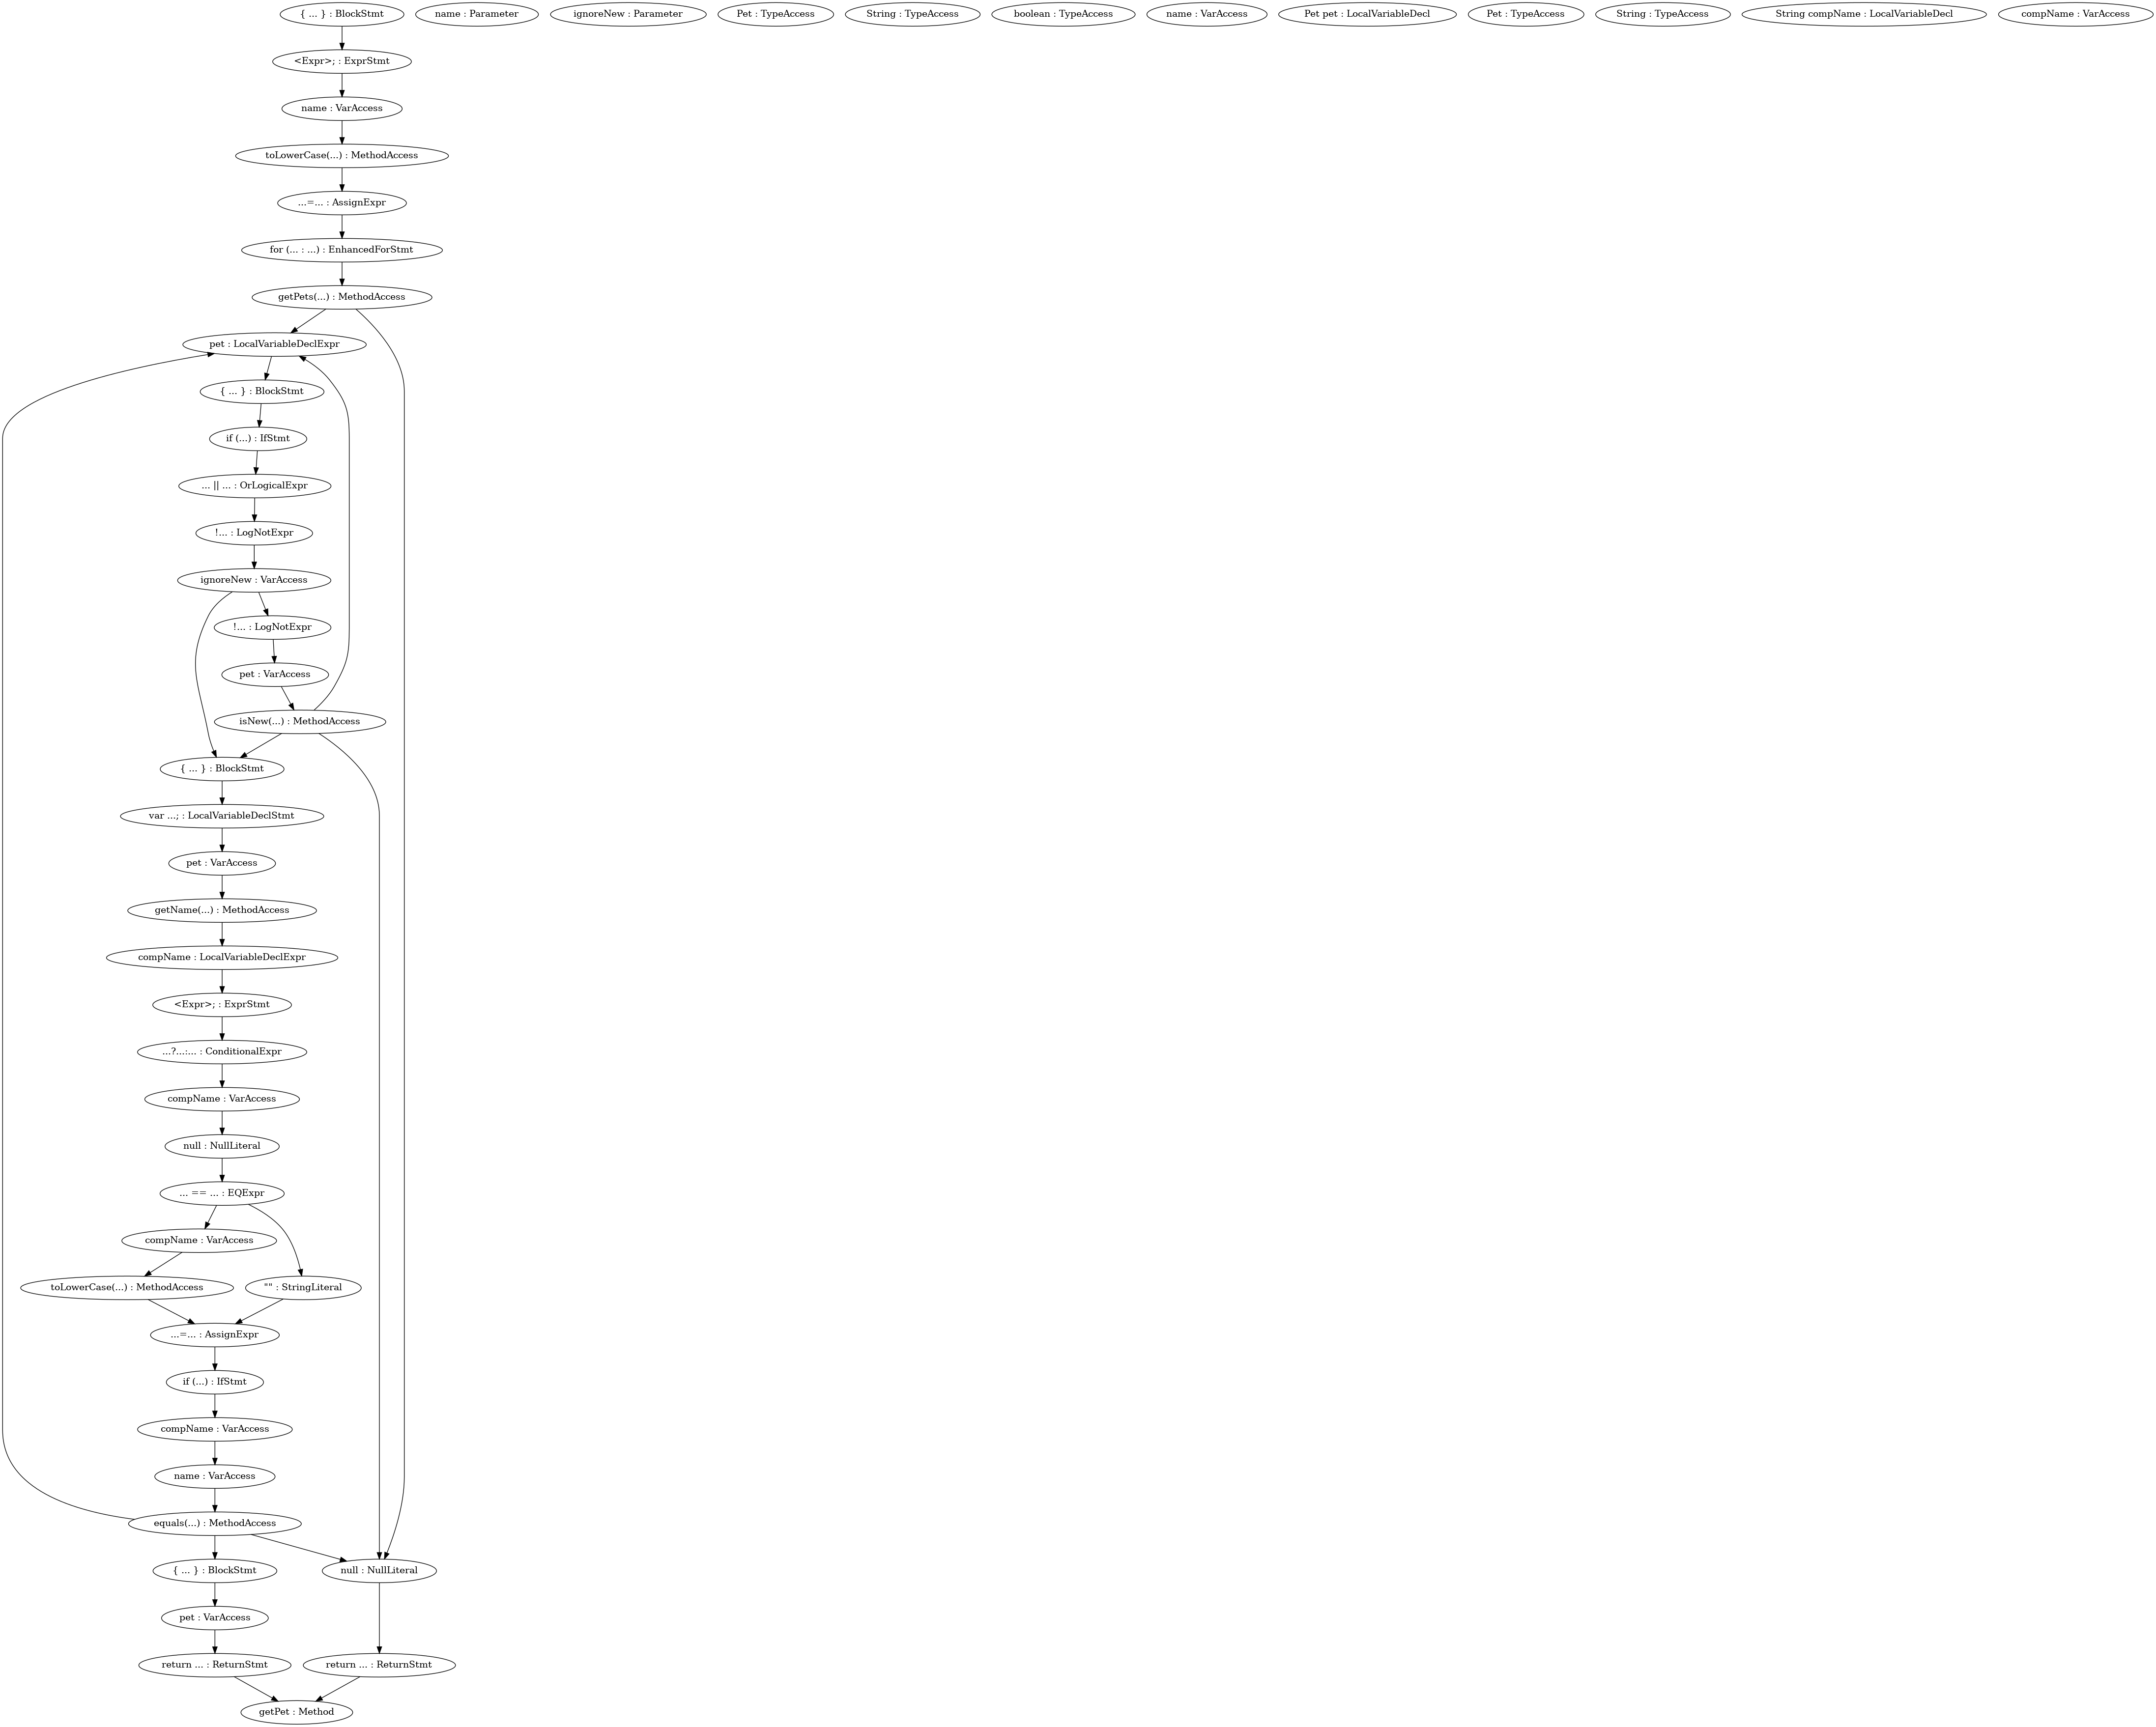 { ... } : BlockStmt
name : Parameter
ignoreNew : Parameter
Pet : TypeAccess
String : TypeAccess
boolean : TypeAccess
name : VarAccess
Pet pet : LocalVariableDecl
Pet : TypeAccess
String : TypeAccess
String compName : LocalVariableDecl
compName : VarAccess
<Expr>; : ExprStmt
name : VarAccess
toLowerCase(...) : MethodAccess
...=... : AssignExpr
for (... : ...) : EnhancedForStmt
getPets(...) : MethodAccess
pet : LocalVariableDeclExpr
{ ... } : BlockStmt
if (...) : IfStmt
... || ... : OrLogicalExpr
!... : LogNotExpr
ignoreNew : VarAccess
!... : LogNotExpr
pet : VarAccess
isNew(...) : MethodAccess
{ ... } : BlockStmt
var ...; : LocalVariableDeclStmt
pet : VarAccess
getName(...) : MethodAccess
compName : LocalVariableDeclExpr
<Expr>; : ExprStmt
...?...:... : ConditionalExpr
compName : VarAccess
null : NullLiteral
... == ... : EQExpr
compName : VarAccess
toLowerCase(...) : MethodAccess
"" : StringLiteral
...=... : AssignExpr
if (...) : IfStmt
compName : VarAccess
name : VarAccess
equals(...) : MethodAccess
{ ... } : BlockStmt
null : NullLiteral
pet : VarAccess
return ... : ReturnStmt
return ... : ReturnStmt
getPet : Method